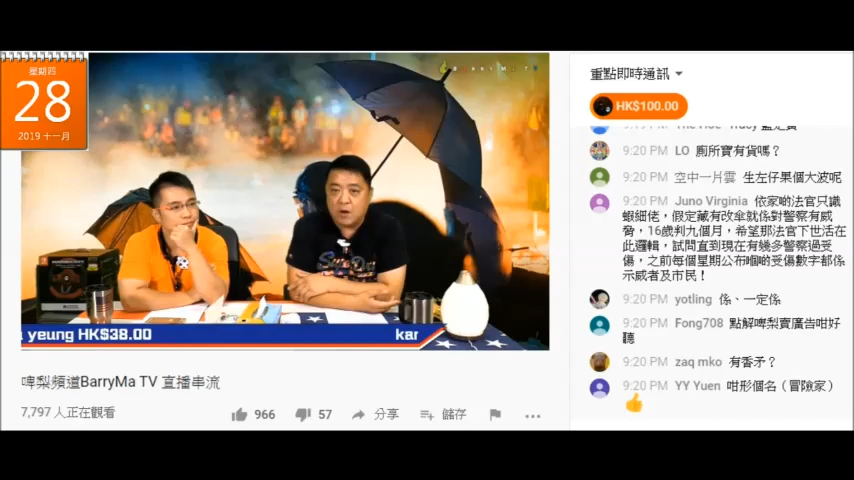 星期四
28
2019 十一月
BARRYMATV
yeung HK$38.00
kar
啤梨頻道BarryMa TV 直播串流
7,797 人正在觀看
966
57
分享
儲存
重點即時通訊
HK$100.00
9:20 PM LO 廁所寶有貨嗎？
9:20 PM 空中一片雲 生左仔果個大波呢
9:20 PM Juno Virginia 依家啲法官只識
蝦細佬，假定藏有改傘就係對警察有威
脅，16歲判九個月，希望那法官下世活在
此邏輯，試問直到現在有幾多警察過受
傷，之前每個星期公布嗰啲受傷數字都係
示威者及市民！
9:20 PM yotling 係、一定係
9:20 PM Fong708 點解啤梨賣廣告咁好
聽
9:20 PM zaq mko 有香矛？
9:20 PM YY Yuen 咁形個名（冒險家）